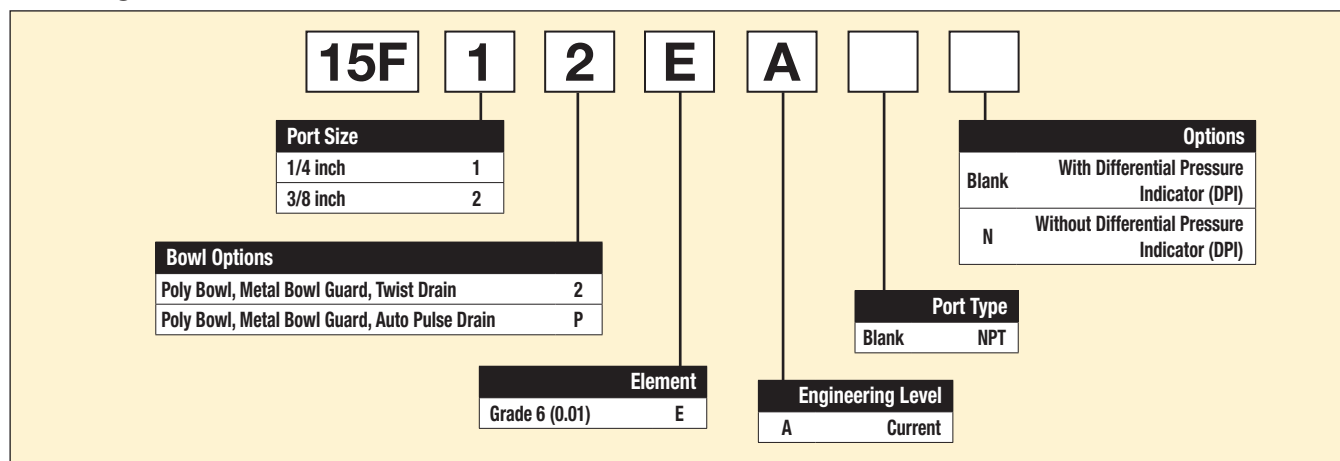 15F 1 2 E A
Port Size
1/4 inch 1
3/8 inch 2
Options
Blank With Differential Pressure
Indicator (DPI)
N Without Differential Pressure
Indicator (DPI)
Bowl Options
Poly Bowl, Metal Bowl Guard, Twist Drain 2
Poly Bowl, Metal Bowl Guard, Auto Pulse Drain P
Port Type
Blank NPT
Element
Grade 6 (0.01) E
Engineering Level
A Current